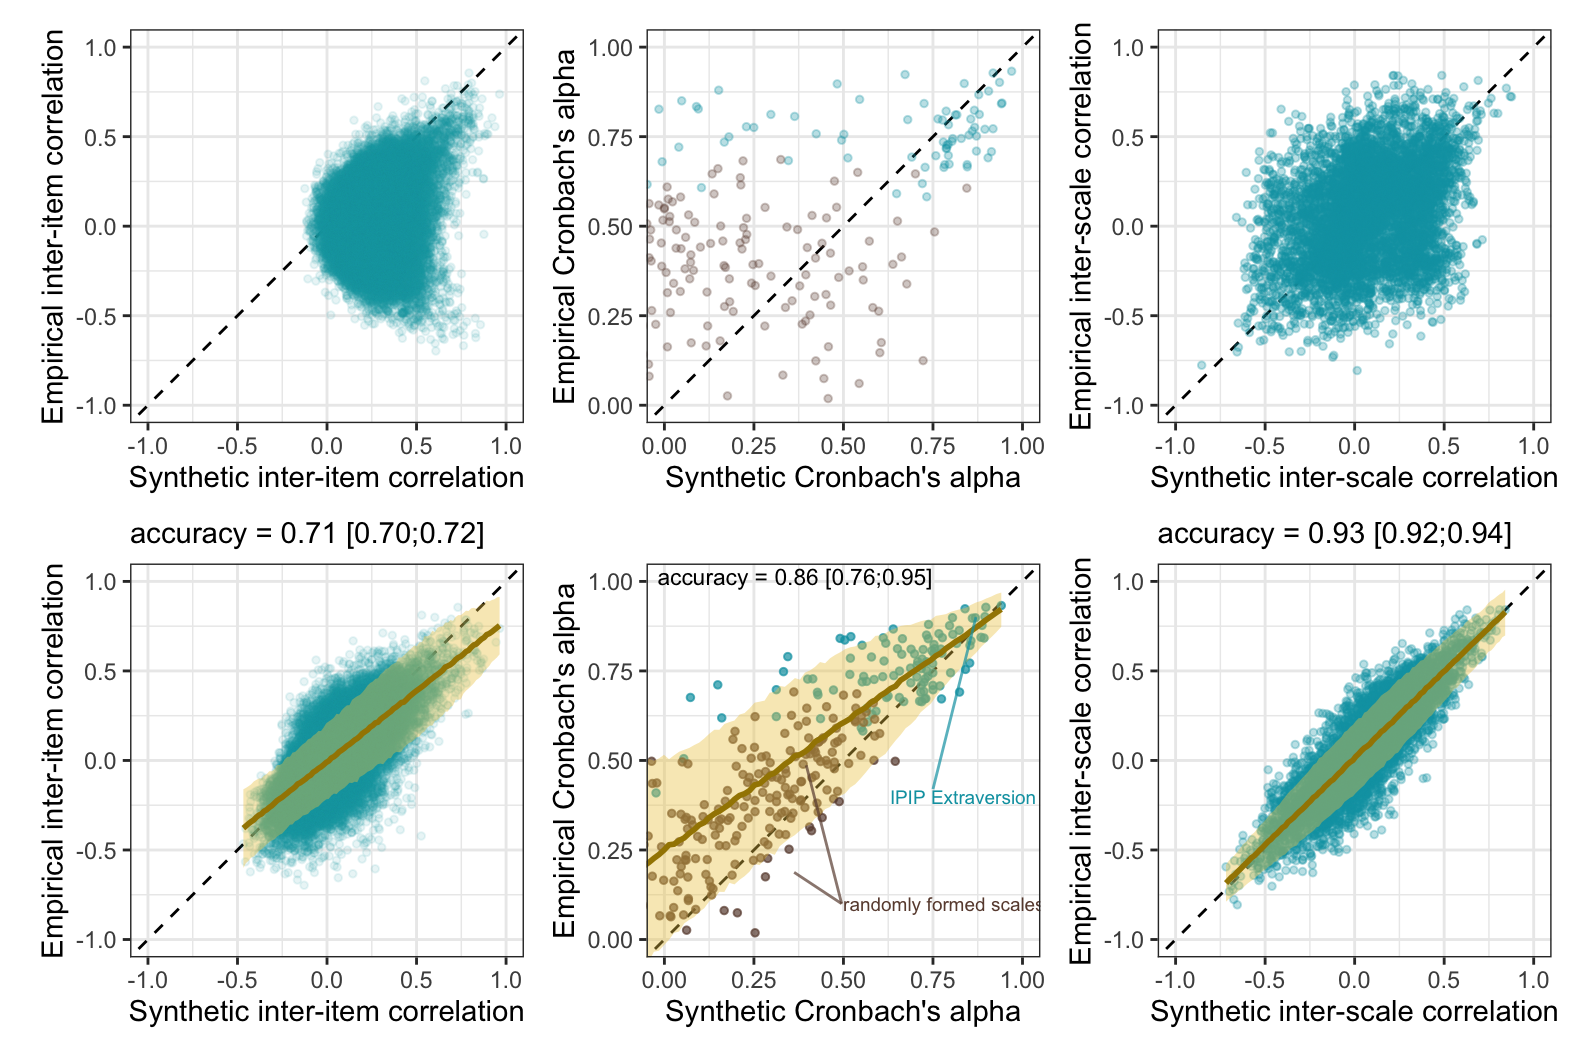 Empirical inter-item correlation
1.0
0.5
0.0
-0.5
-1.0
-1.0 -0.5 0.0 0.5 1.0
Synthetic inter-item correlation
Empirical Cronbach's alpha
1.00
0.75
0.50
0.25
0.00
0.00 0.25 0.50 0.75 1.00
Synthetic Cronbach's alpha
Empirical inter-scale correlation
1.0
0.5
0.0
-0.5
-1.0
-1.0 -0.5 0.0 0.5 1.0
Synthetic inter-scale correlation
accuracy = 0.71 [0.70;0.72]
Empirical inter-item correlation
1.0
0.5
0.0
-0.5
-1.0
-1.0 -0.5 0.0 0.5 1.0
Synthetic inter-item correlation
Empirical Cronbach's alpha
accuracy = 0.86 [0.76;0.95]
1.00
0.75
0.50
IPIP Extraversion
0.25
randomly formed scales
0.00
0.00 0.25 0.50 0.75 1.00
Synthetic Cronbach's alpha
accuracy = 0.93 [0.92;0.94]
Empirical inter-scale correlation
1.0
0.5
0.0
-0.5
-1.0
-1.0 -0.5 0.0 0.5 1.0
Synthetic inter-scale correlation